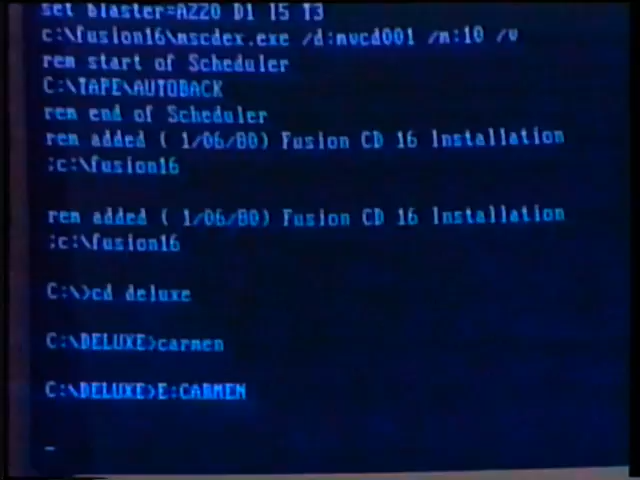 set blaster=A220 D1 I5 T3
c:\fusion16\mscdex.exe /d:nvcd001 /m:10 /v
rem start of Scheduler
C:\TAPE\AUTOBACK
rem end of Scheduler
rem added ( 1/06/80) Fusion CD 16 Installation
;c:\fusion16
rem added ( 1/06/80) Fusion CD 16 Installation
;c:\fusion16
C:\>cd deluxe
C:\DELUXE>carmen
C:\DELUXE>E:CARMEN
_